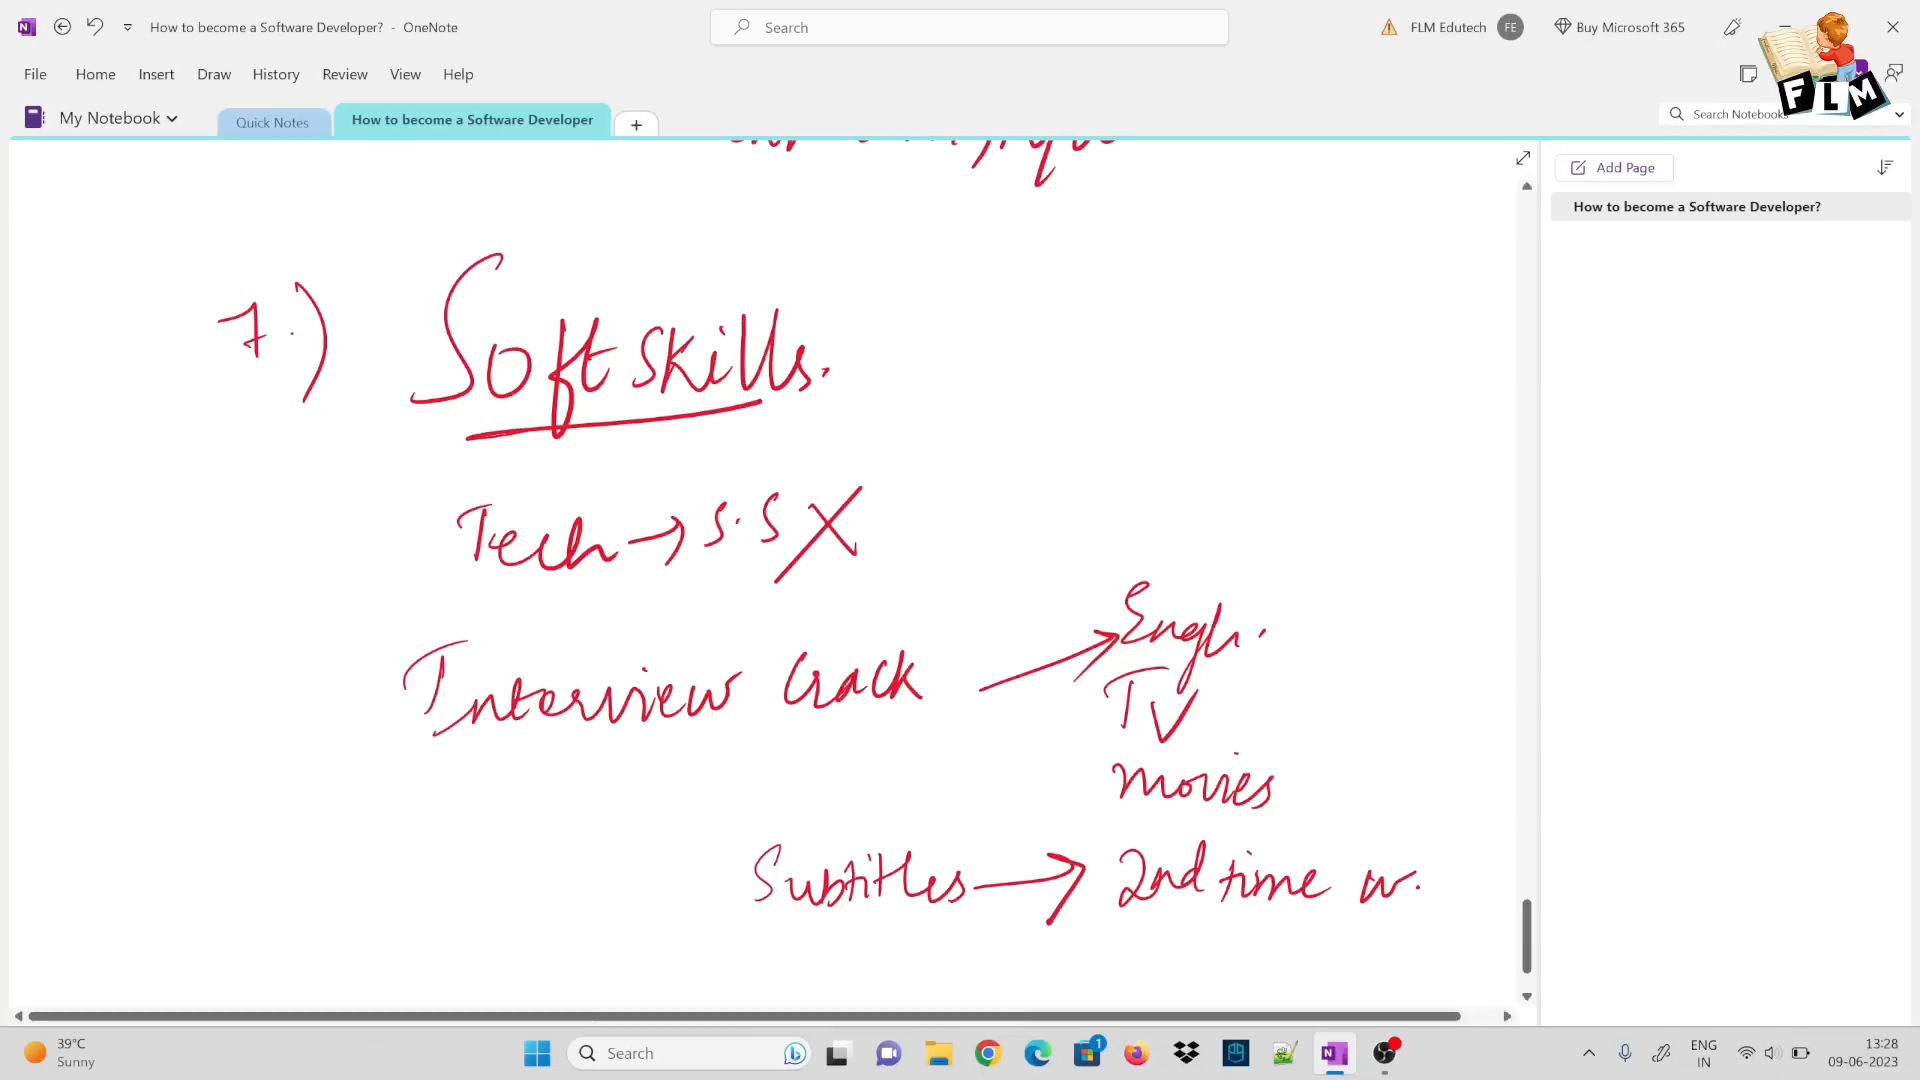 How to become a Software Developer? - OneNote
Search
FLM Edutech FE
Buy Microsoft 365
File Home Insert Draw History Review View Help
FLM
My Notebook
Quick Notes
How to become a Software Developer
+
Search Notebooks
Add Page
How to become a Software Developer?
7.) Soft skills.
Tech → S.S X
Interview Crack → Engl.
TV
movies
Subtitles → 2nd time w.
39°C
Sunny
Search
1
ENG
IN
13:28
09-06-2023